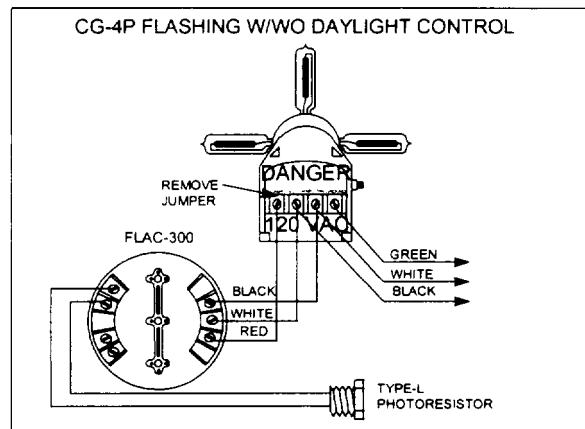 CG-4P FLASHING W/WO DAYLIGHT CONTROL
DANGER
REMOVE
JUMPER
120 VAC
FLAC-300
GREEN
WHITE
BLACK
BLACK
WHITE
RED
TYPE-L
PHOTORESISTOR